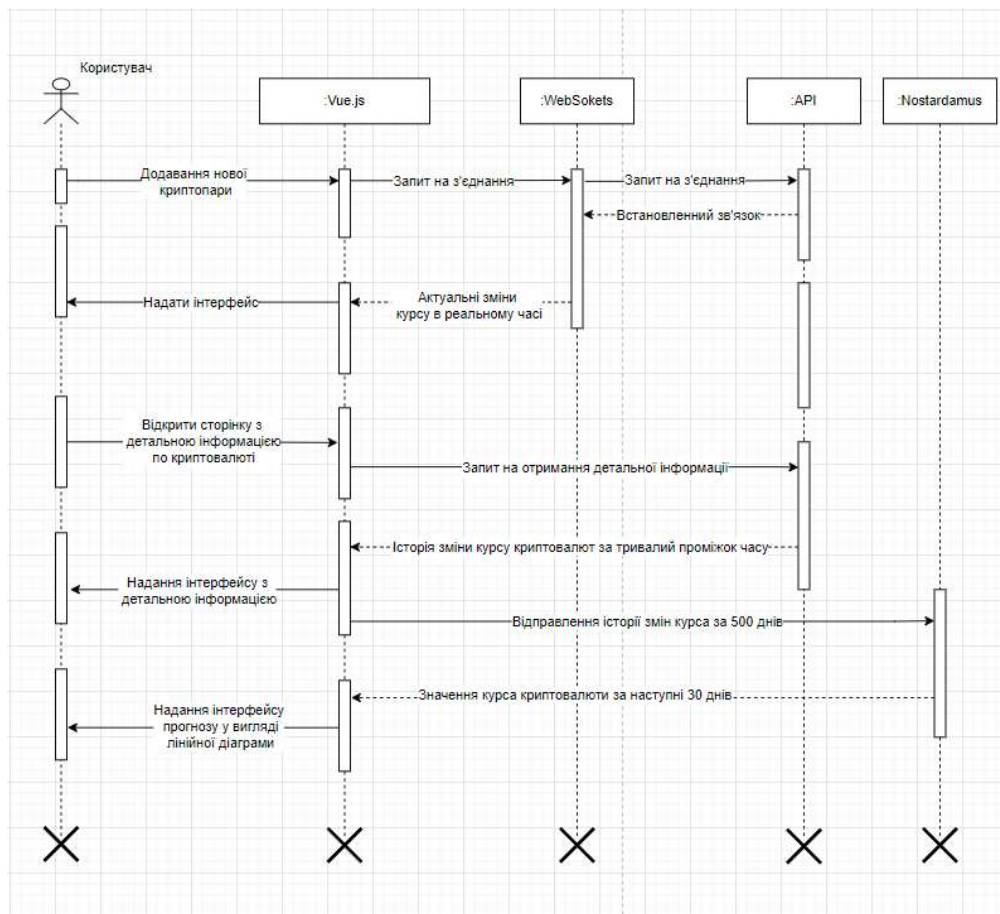 Користувач
:Vue.js
:WebSokets
:API
:Nostardamus
Додавання нової
криптопари
Запит на з'єднання
Запит на з'єднання
Встановленний зв'язок
Надати інтерфейс
Актуальні зміни
курсу в реальному часі
Відкрити сторінку з
детальною інформацією
по криптовалюті
Запит на отримання детальної інформації
Історія зміни курсу криптовалют за тривалий проміжок часу
Надання інтерфейсу з
детальною інформацією
Відправлення історії змін курса за 500 днів
Значення курса криптовалюти за наступні 30 днів
Надання інтерфейсу
прогнозу у вигляді
лінійної діаграми